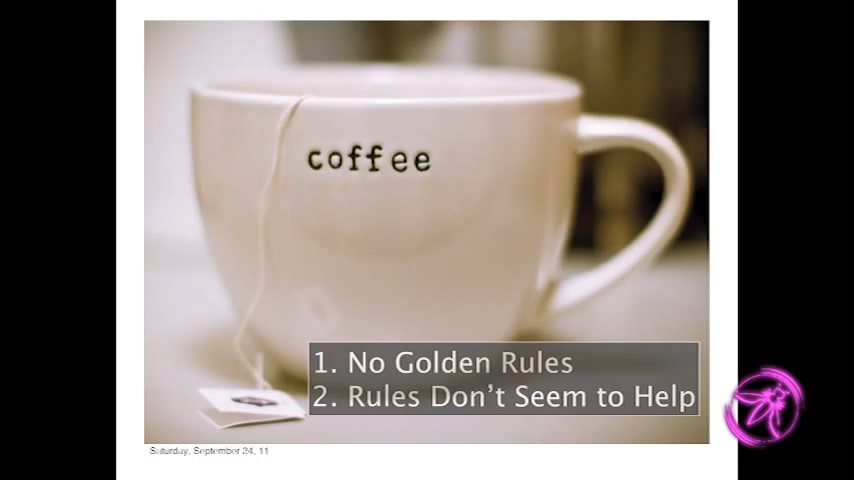 coffee
1. No Golden Rules
2. Rules Don't Seem to Help
Saturday, September 24, 11